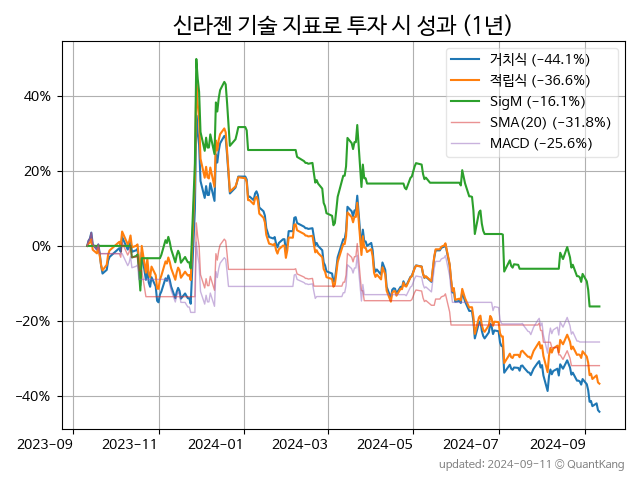 신라젠 기술 지표로 투자 시 성과 (1년)
거치식 (−44.1%)
적립식 (−36.6%)
SigM (−16.1%)
SMA(20) (−31.8%)
MACD (−25.6%)
40%
20%
0%
−20%
−40%
2023-09
2023-11
2024-01
2024-03
2024-05
2024-07
2024-09
updated: 2024-09-11 © QuantKang